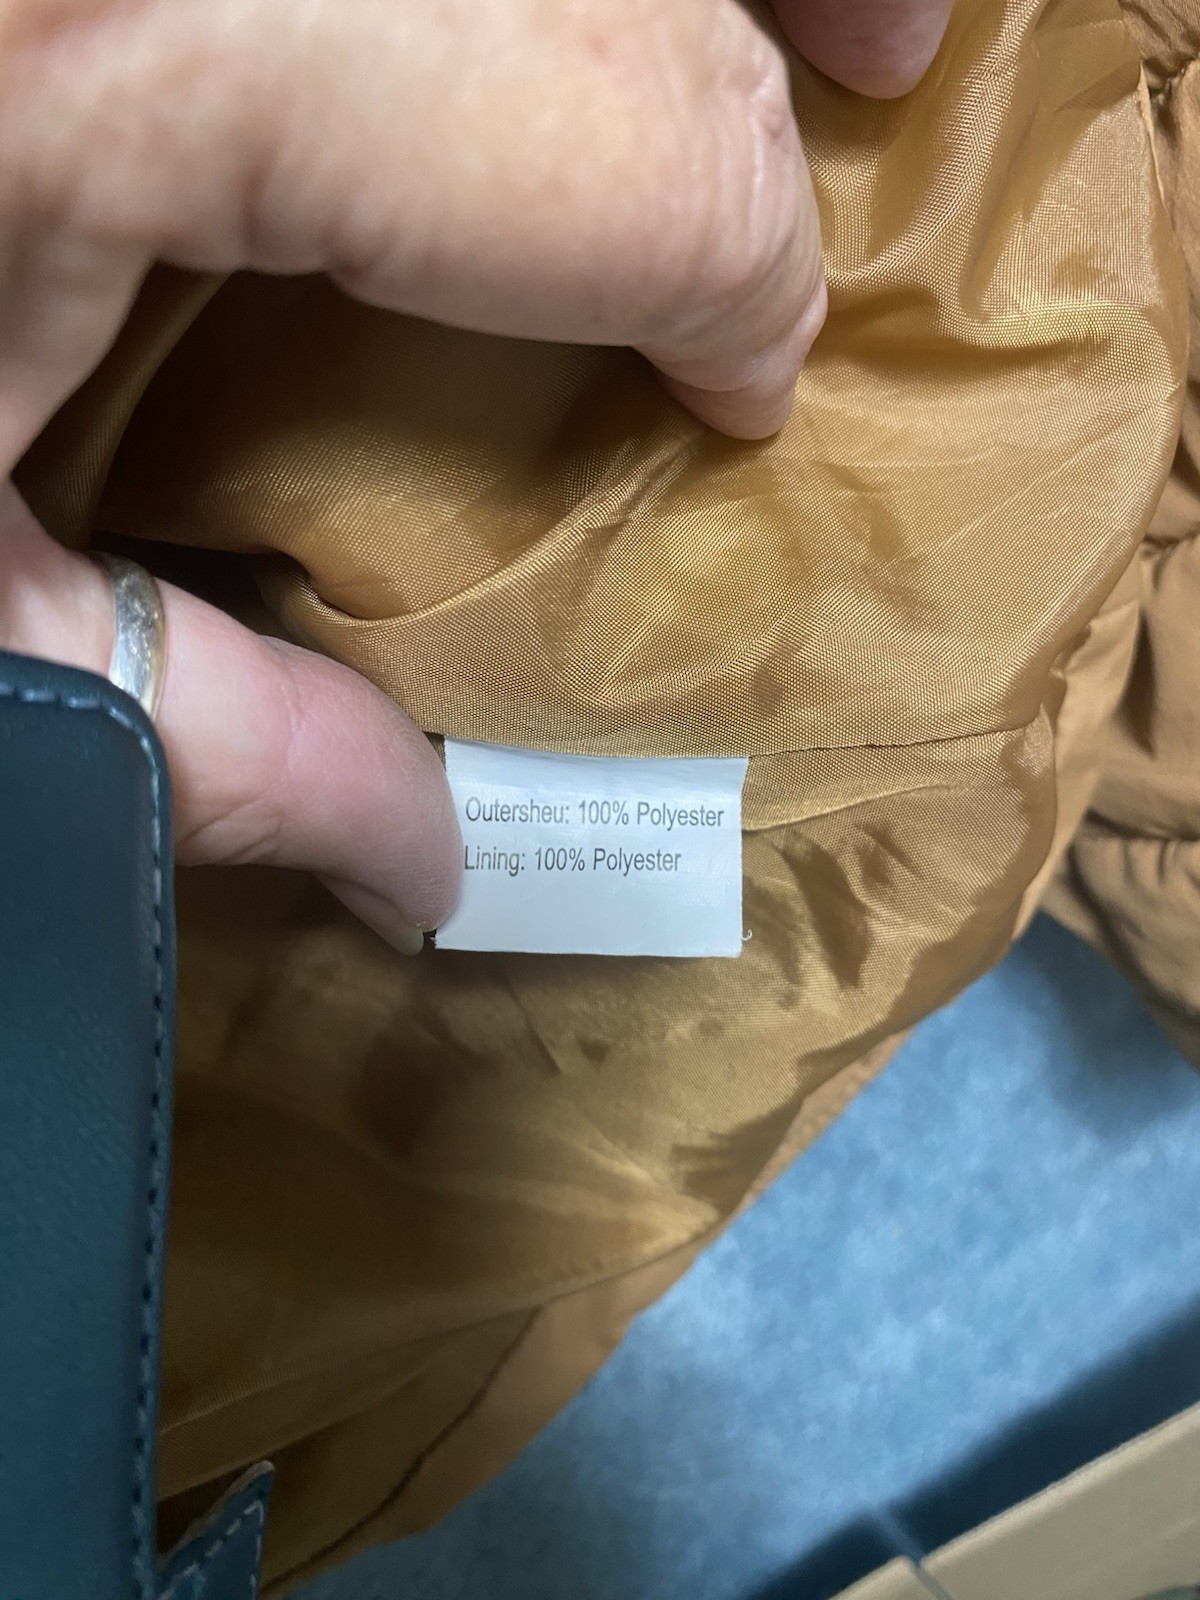 Outersheu: 100% Polyester
Lining: 100% Polyester